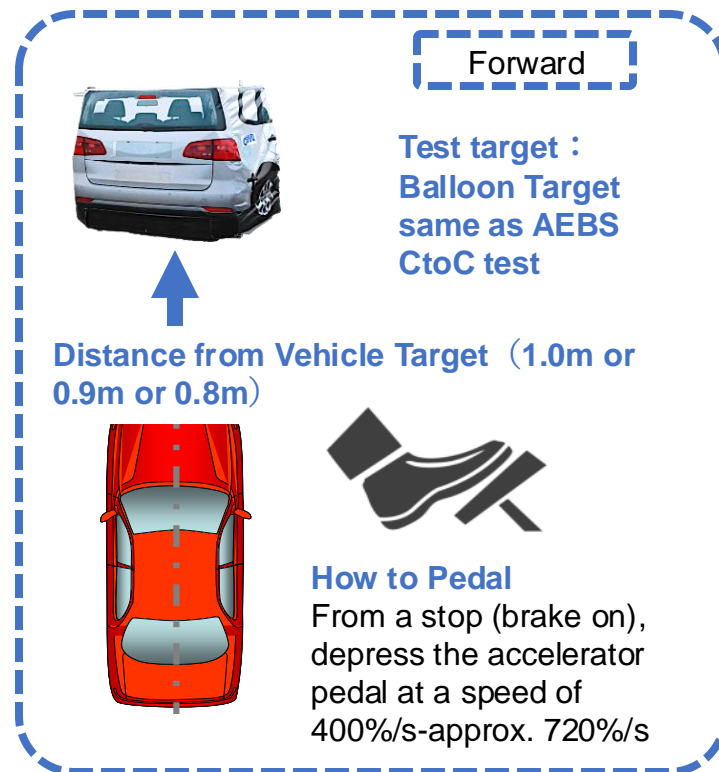 Forward
Test target：
Balloon Target
same as AEBS
CtoC test
Distance from Vehicle Target（1.0m or
0.9m or 0.8m）
How to Pedal
From a stop (brake on),
depress the accelerator
pedal at a speed of
400%/s-approx. 720%/s